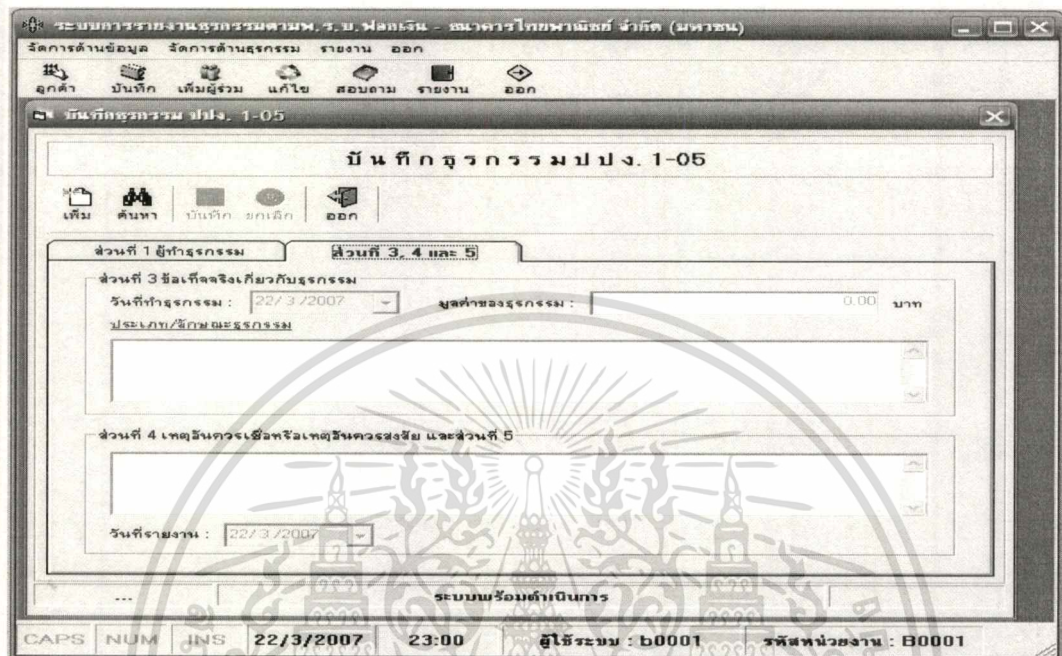 ระบบการรายงานธุรกรรมตามพ.ร.บ.ฟอกเงิน - ธนาคารไทยพาณิชย์ จำกัด (มหาชน)
จัดการด้านข้อมูล จัดการด้านธุรกรรม รายงาน ออก
ลูกค้า บันทึก เพิ่มผู้ร่วม แก้ไข สอบถาม รายงาน ออก
บันทึกธุรกรรม ปปง. 1-05
บันทึกธุรกรรมปปง. 1-05
เพิ่ม ค้นหา บันทึก ยกเลิก ออก
ส่วนที่ 1 ผู้ทำธุรกรรม ส่วนที่ 3, 4 และ 5
ส่วนที่ 3 ข้อเท็จจริงเกี่ยวกับธุรกรรม
วันที่ทำธุรกรรม : 22/ 3 /2007 มูลค่าของธุรกรรม : 0.00 บาท
ประเภท/ลักษณะธุรกรรม
ส่วนที่ 4 เหตุอันควรเชื่อหรือเหตุอันควรสงสัย และส่วนที่ 5
วันที่รายงาน : 22/ 3 /2007
... ระบบพร้อมดำเนินการ
CAPS NUM INS 22/3/2007 23:00 ผู้ใช้ระบบ : b0001 รหัสหน่วยงาน : B0001